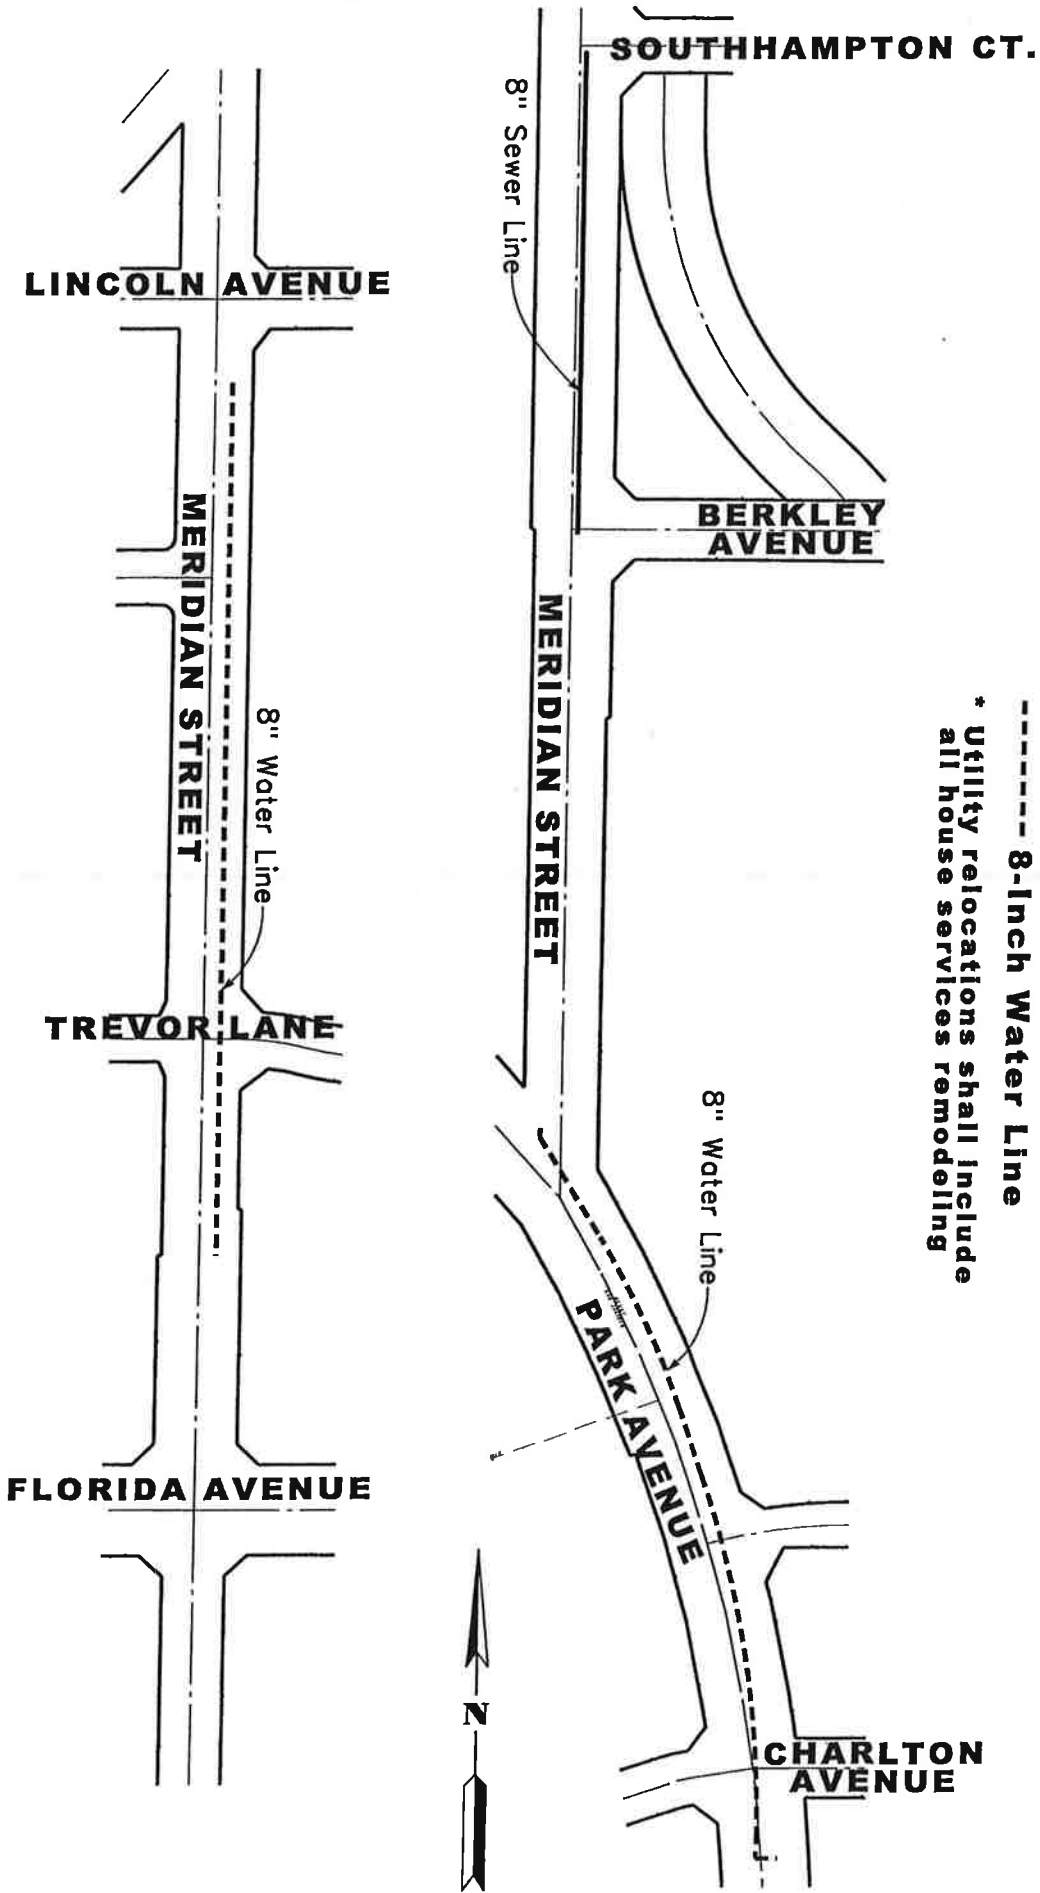 SOUTHHAMPTON CT.
8" Sewer Line
LINCOLN AVENUE
BERKLEY
AVENUE
MERIDIAN STREET
MERIDIAN STREET
8" Water Line
-------- 8-Inch Water Line
* Utility relocations shall include
all house services remodeling
TREVOR LANE
8" Water Line
PARK AVENUE
FLORIDA AVENUE
N
CHARLTON
AVENUE